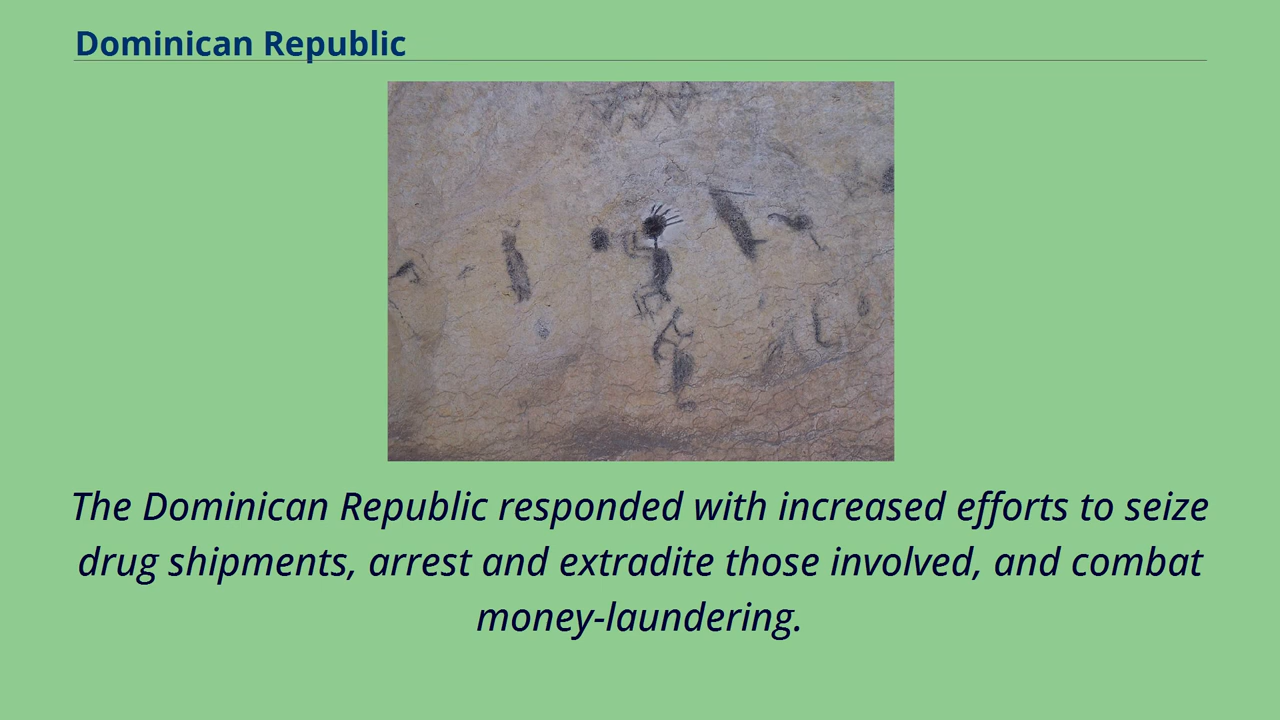 Dominican Republic
The Dominican Republic responded with increased efforts to seize
drug shipments, arrest and extradite those involved, and combat
money-laundering.